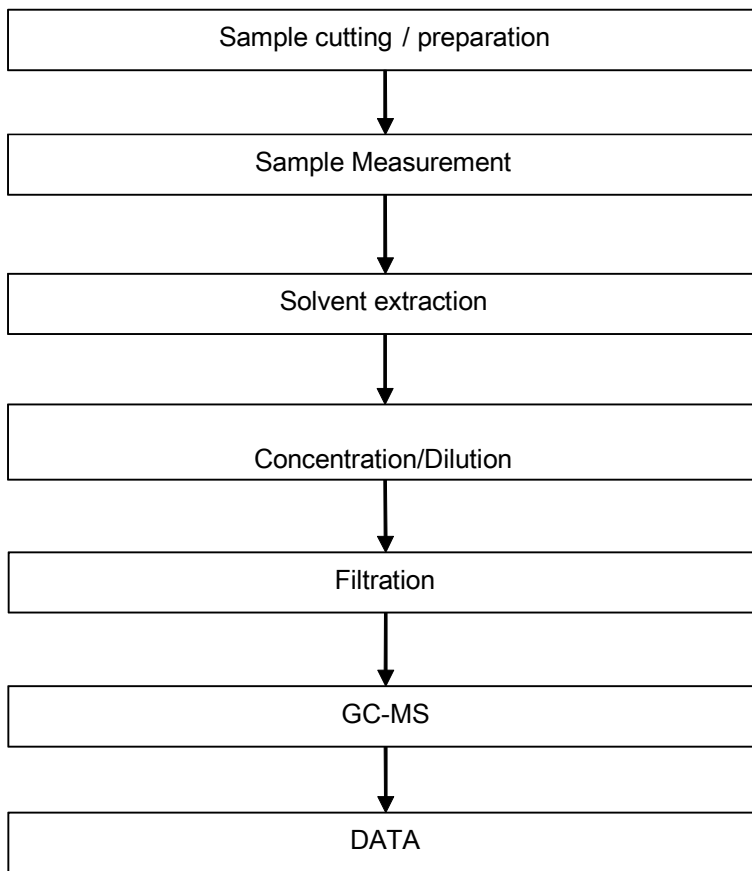 Sample cutting / preparation
Sample Measurement
Solvent extraction
Concentration/Dilution
Filtration
GC-MS
DATA